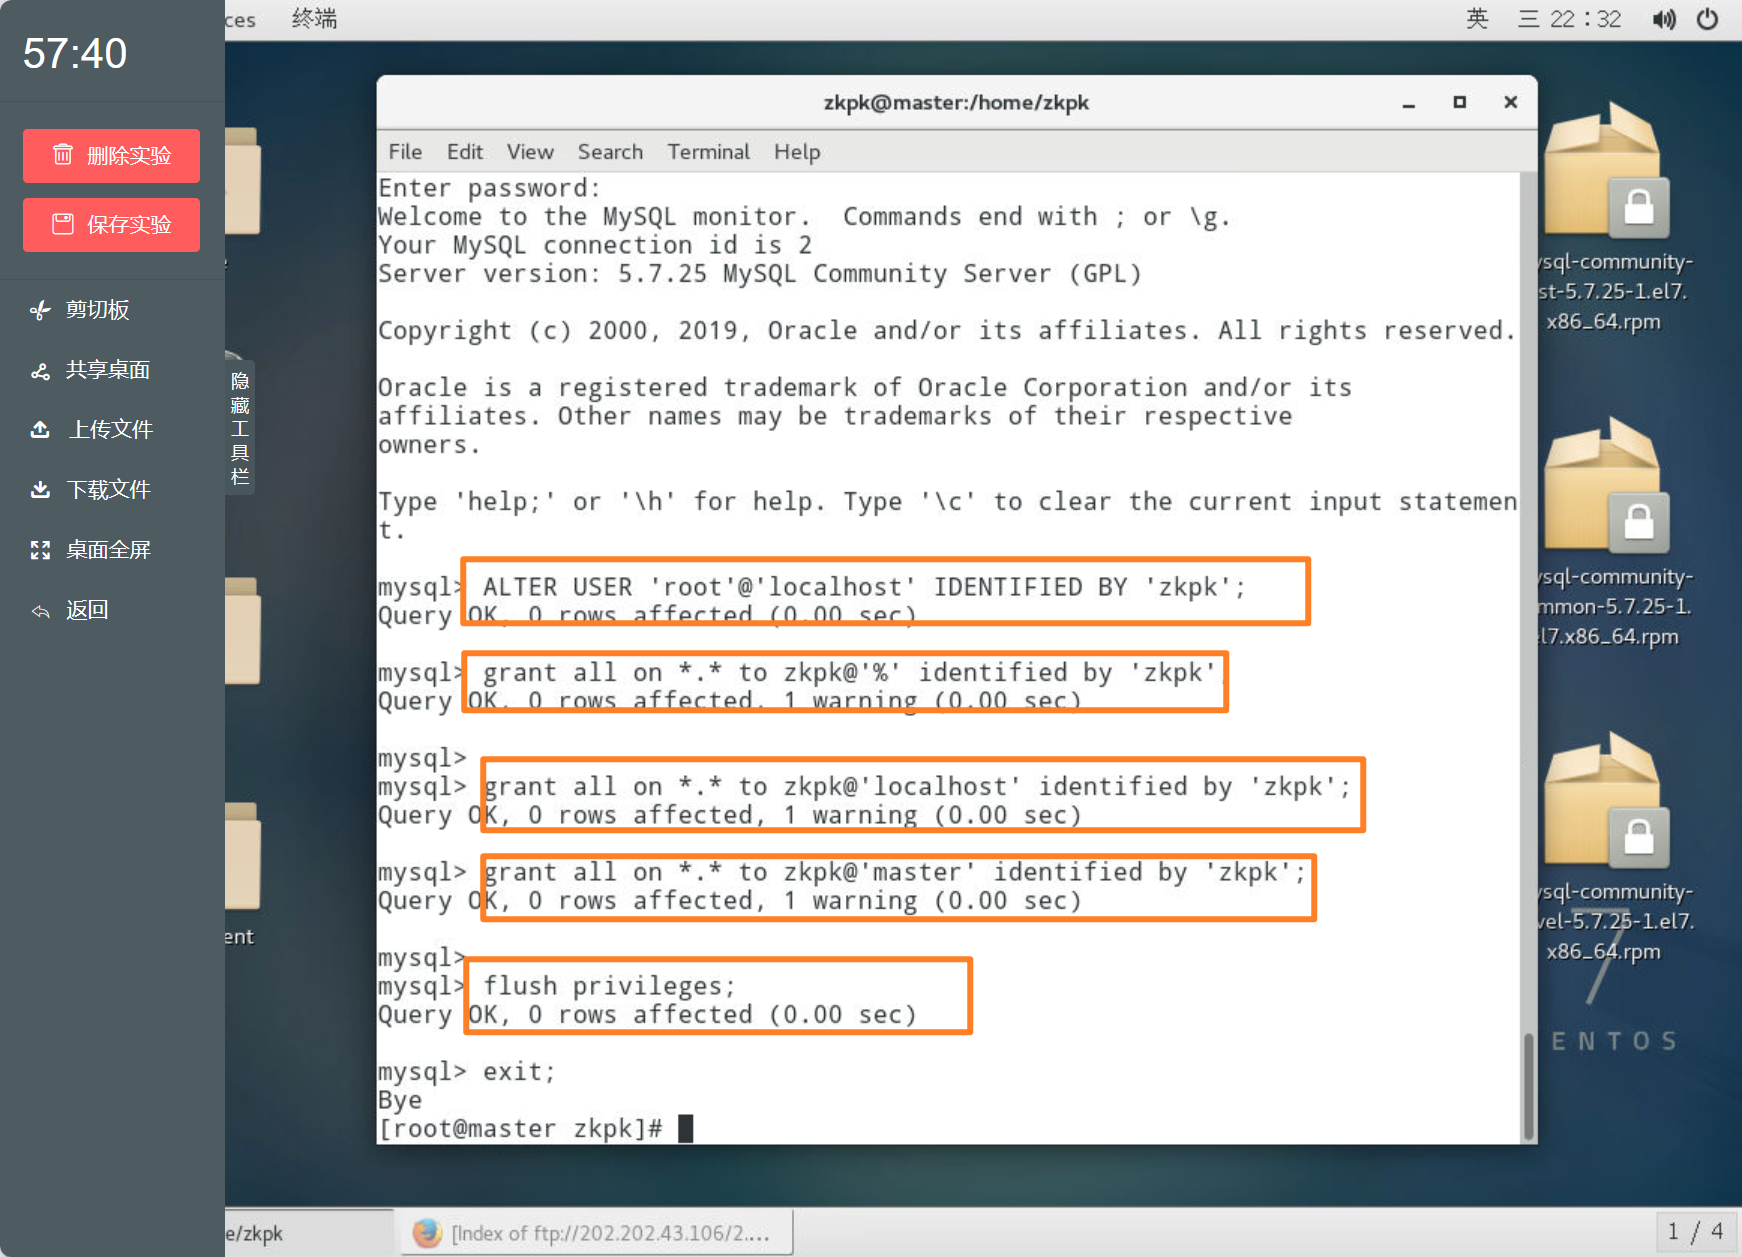 57:40
删除实验
保存实验
剪切板
共享桌面
上传文件
下载文件
桌面全屏
返回
隐藏工具栏
ces 终端
英 三 22：32
zkpk@master:/home/zkpk
File Edit View Search Terminal Help
Enter password:
Welcome to the MySQL monitor.  Commands end with ; or \g.
Your MySQL connection id is 2
Server version: 5.7.25 MySQL Community Server (GPL)
Copyright (c) 2000, 2019, Oracle and/or its affiliates. All rights reserved.
Oracle is a registered trademark of Oracle Corporation and/or its
affiliates. Other names may be trademarks of their respective
owners.
Type 'help;' or '\h' for help. Type '\c' to clear the current input statemen
t.
mysql> ALTER USER 'root'@'localhost' IDENTIFIED BY 'zkpk';
Query OK, 0 rows affected (0.00 sec)
mysql> grant all on *.* to zkpk@'%' identified by 'zkpk'
Query OK, 0 rows affected, 1 warning (0.00 sec)
mysql>
mysql> grant all on *.* to zkpk@'localhost' identified by 'zkpk';
Query OK, 0 rows affected, 1 warning (0.00 sec)
mysql> grant all on *.* to zkpk@'master' identified by 'zkpk';
Query OK, 0 rows affected, 1 warning (0.00 sec)
mysql>
mysql> flush privileges;
Query OK, 0 rows affected (0.00 sec)
mysql> exit;
Bye
[root@master zkpk]#
ysql-community-
st-5.7.25-1.el7.
x86_64.rpm
ysql-community-
mmon-5.7.25-1.
el7.x86_64.rpm
ysql-community-
vel-5.7.25-1.el7.
x86_64.rpm
7
ENTOS
ent
e/zkpk
[Index of ftp://202.202.43.106/2....
1 / 4